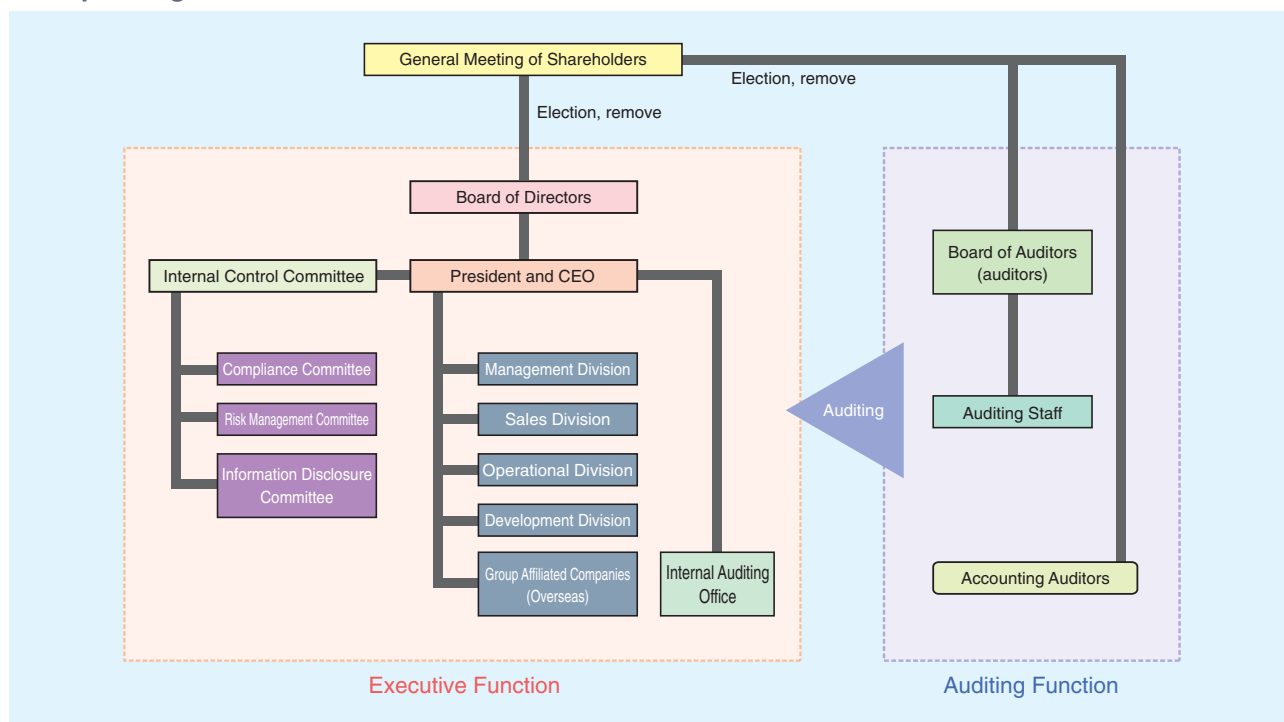 General Meeting of Shareholders
Election, remove
Election, remove
Board of Directors
Internal Control Committee
President and CEO
Board of Auditors
(auditors)
Compliance Committee
Management Division
Risk Management Committee
Sales Division
Auditing
Auditing Staff
Information Disclosure
Committee
Operational Division
Development Division
Group Affiliated Companies
(Overseas)
Internal Auditing
Office
Accounting Auditors
Executive Function
Auditing Function